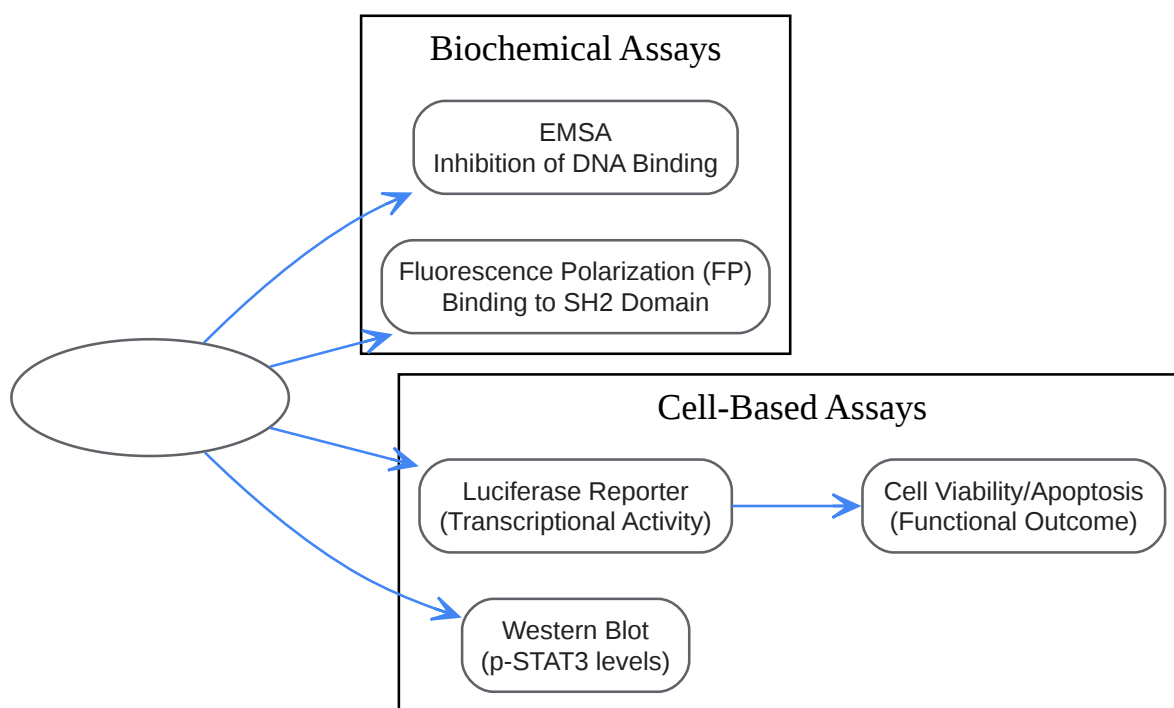 Biochemical Assays
EMSA
Inhibition of DNA Binding
Fluorescence Polarization (FP)
Binding to SH2 Domain
Cell-Based Assays
Luciferase Reporter
(Transcriptional Activity)
Cell Viability/Apoptosis
(Functional Outcome)
Western Blot
(p-STAT3 levels)